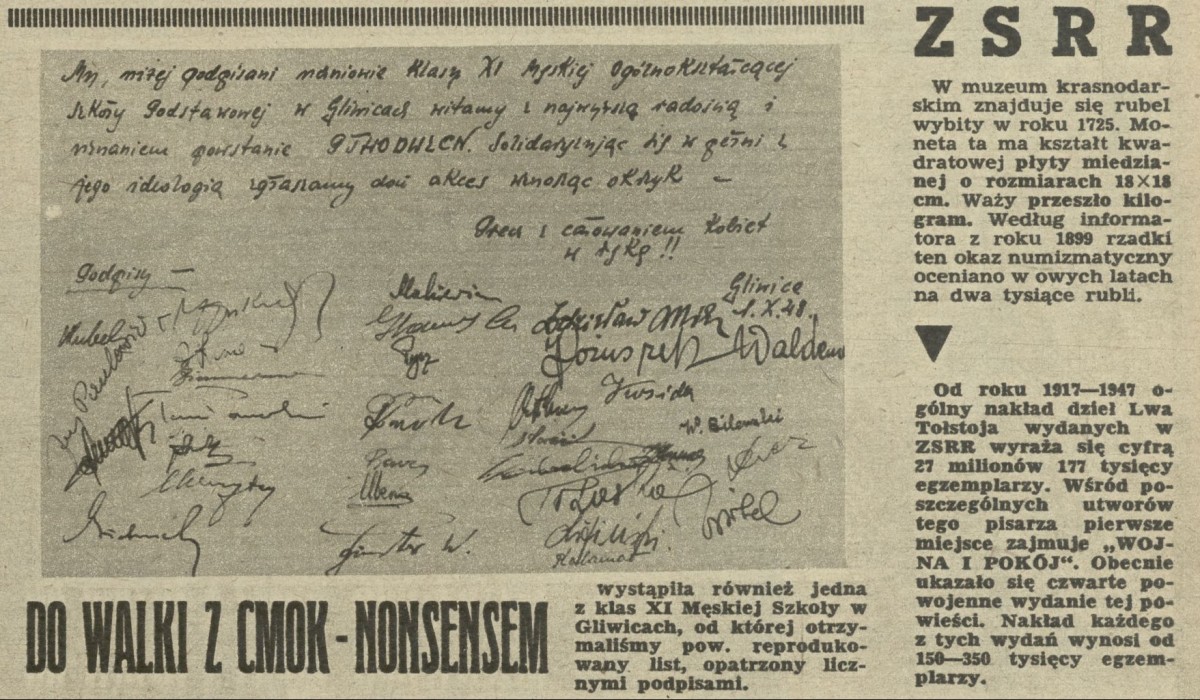 My, niżej podpisani uczniowie klasy XI Męskiej Ogólnokształcącej
Szkoły Podstawowej w Gliwicach witamy z najwyższą radością i
uznaniem powstanie PTWODWLCN. Solidaryzując się w pełni z
jego ideologią zgłaszamy doń akces wznosząc okrzyk —
Precz z całowaniem kobiet
w rękę!!
Podpisy —
Gliwice
1.X.48.
Zdzisław
Waldem
W. Bilewski
W.
DO WALKI Z CMOK - NONSENSEM
wystąpiła również jedna
z klas XI Męskiej Szkoły w
Gliwicach, od której otrzy-
maliśmy pow. reproduko-
wany list, opatrzony licz-
nymi podpisami.
ZSRR
W muzeum krasnodar-
skim znajduje się rubel
wybity w roku 1725. Mo-
neta ta ma kształt kwa-
dratowej płyty miedzia-
nej o rozmiarach 18×18
cm. Waży przeszło kilo-
gram. Według informa-
tora z roku 1899 rzadki
ten okaz numizmatyczny
oceniano w owych latach
na dwa tysiące rubli.
Od roku 1917—1947 o-
gólny nakład dzieł Lwa
Tołstoja wydanych w
ZSRR wyraża się cyfrą
27 milionów 177 tysięcy
egzemplarzy. Wśród po-
szczególnych utworów
tego pisarza pierwsze
miejsce zajmuje „WOJ-
NA I POKÓJ“. Obecnie
ukazało się czwarte po-
wojenne wydanie tej po-
wieści. Nakład każdego
z tych wydań wynosi od
150—350 tysięcy egzem-
plarzy.